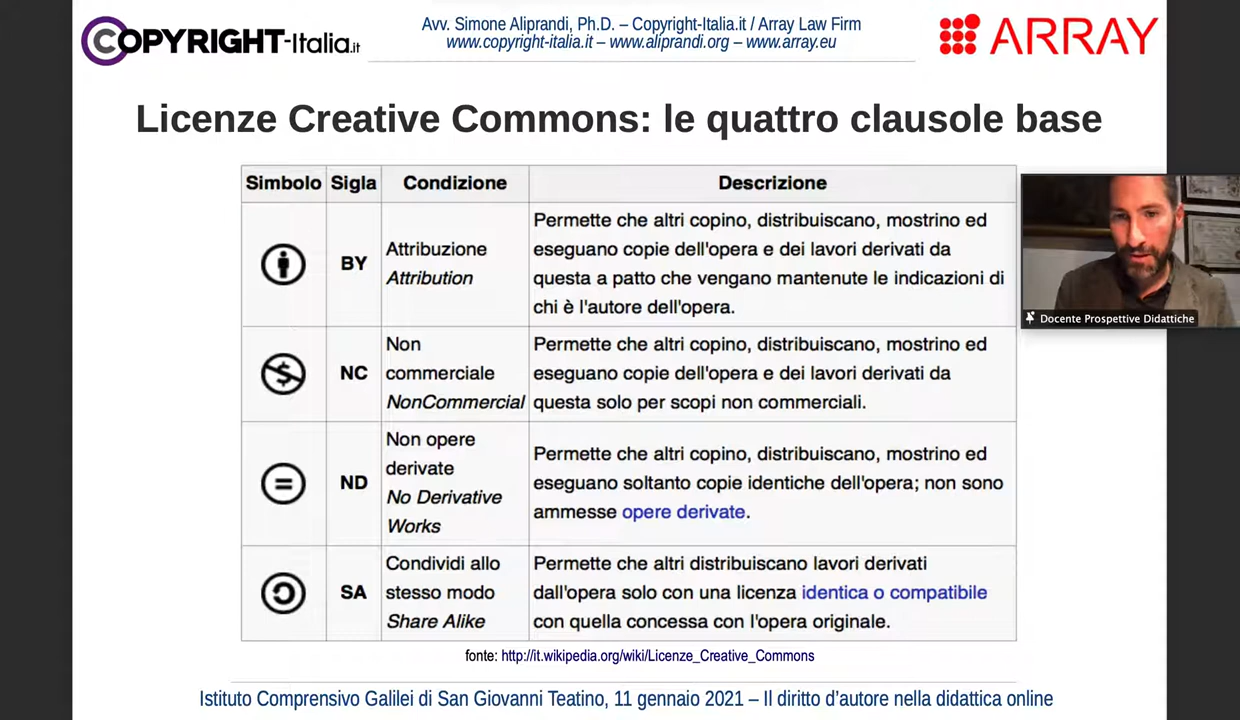 COPYRIGHT-Italia.it
Avv. Simone Aliprandi, Ph.D. – Copyright-Italia.it / Array Law Firm
www.copyright-italia.it – www.aliprandi.org – www.array.eu
ARRAY
Licenze Creative Commons: le quattro clausole base
Simbolo Sigla Condizione Descrizione
BY
Attribuzione
Attribution
Permette che altri copino, distribuiscano, mostrino ed
eseguano copie dell'opera e dei lavori derivati da
questa a patto che vengano mantenute le indicazioni di
chi è l'autore dell'opera.
NC
Non
commerciale
NonCommercial
Permette che altri copino, distribuiscano, mostrino ed
eseguano copie dell'opera e dei lavori derivati da
questa solo per scopi non commerciali.
ND
Non opere
derivate
No Derivative
Works
Permette che altri copino, distribuiscano, mostrino ed
eseguano soltanto copie identiche dell'opera; non sono
ammesse opere derivate.
SA
Condividi allo
stesso modo
Share Alike
Permette che altri distribuiscano lavori derivati
dall'opera solo con una licenza identica o compatibile
con quella concessa con l'opera originale.
Docente Prospettive Didattiche
fonte: http://it.wikipedia.org/wiki/Licenze_Creative_Commons
Istituto Comprensivo Galilei di San Giovanni Teatino, 11 gennaio 2021 – Il diritto d'autore nella didattica online